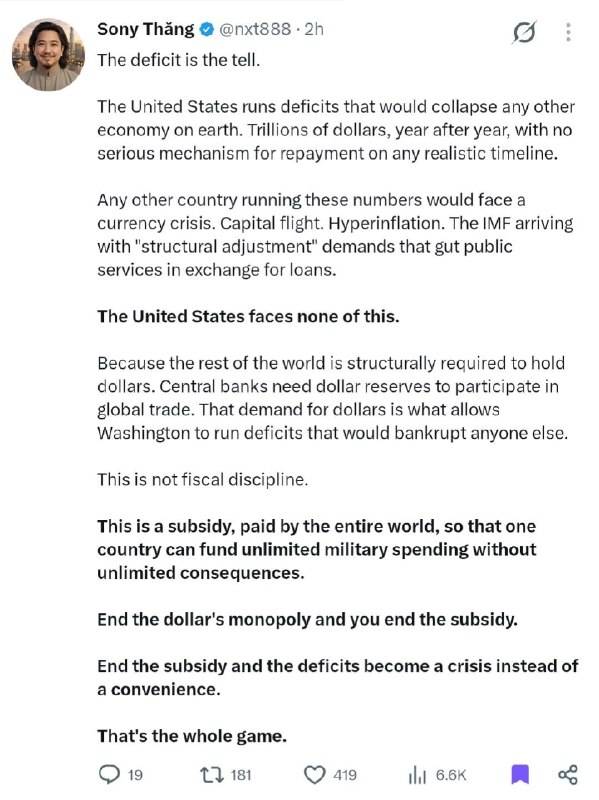 Sony Thăng @nxt888 · 2h
The deficit is the tell.
The United States runs deficits that would collapse any other
economy on earth. Trillions of dollars, year after year, with no
serious mechanism for repayment on any realistic timeline.
Any other country running these numbers would face a
currency crisis. Capital flight. Hyperinflation. The IMF arriving
with "structural adjustment" demands that gut public
services in exchange for loans.
The United States faces none of this.
Because the rest of the world is structurally required to hold
dollars. Central banks need dollar reserves to participate in
global trade. That demand for dollars is what allows
Washington to run deficits that would bankrupt anyone else.
This is not fiscal discipline.
This is a subsidy, paid by the entire world, so that one
country can fund unlimited military spending without
unlimited consequences.
End the dollar's monopoly and you end the subsidy.
End the subsidy and the deficits become a crisis instead of
a convenience.
That's the whole game.
19 181 419 6.6K